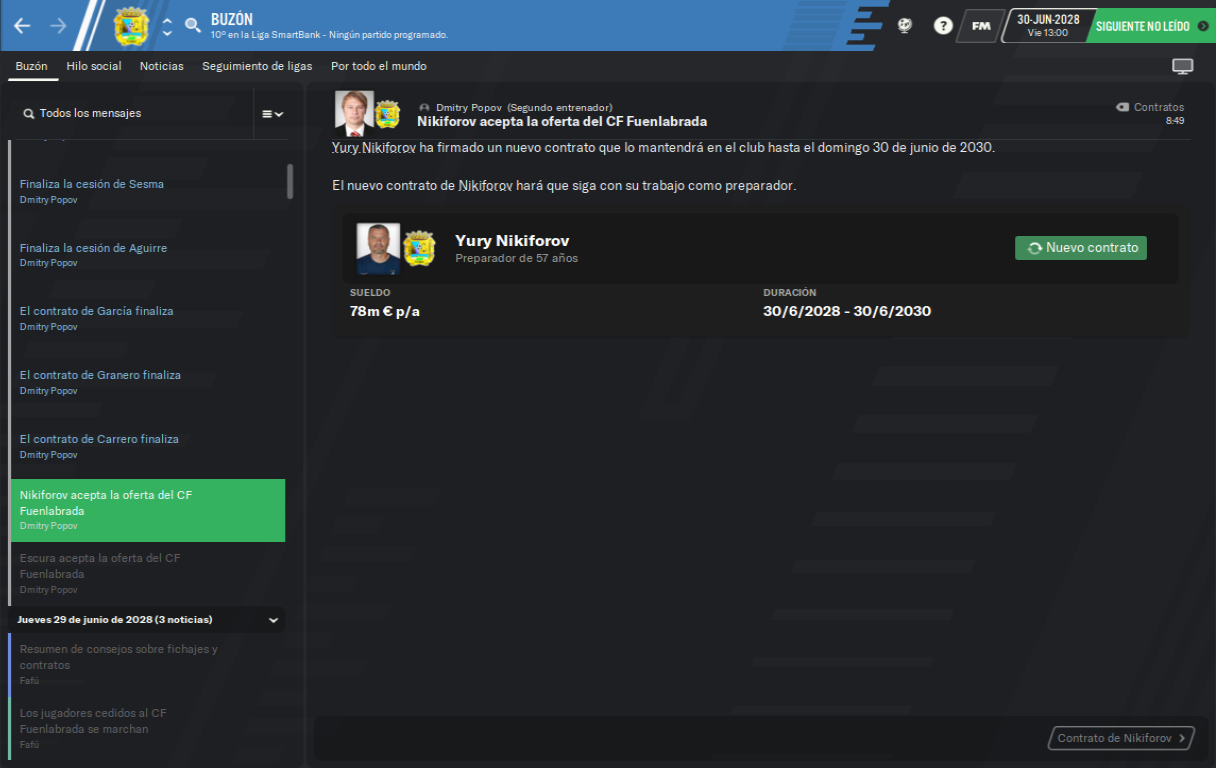 BUZÓN
10º en la Liga SmartBank - Ningún partido programado.
?
FM
30-JUN-2028
Vie 13:00
SIGUIENTE NO LEÍDO
Buzón
Hilo social
Noticias
Seguimiento de ligas
Por todo el mundo
Todos los mensajes
Finaliza la cesión de Sesma
Dmitry Popov
Finaliza la cesión de Aguirre
Dmitry Popov
El contrato de García finaliza
Dmitry Popov
El contrato de Granero finaliza
Dmitry Popov
El contrato de Carrero finaliza
Dmitry Popov
Nikiforov acepta la oferta del CF
Fuenlabrada
Dmitry Popov
Escura acepta la oferta del CF
Fuenlabrada
Dmitry Popov
Jueves 29 de junio de 2028 (3 noticias)
Resumen de consejos sobre fichajes y
contratos
Fafú
Los jugadores cedidos al CF
Fuenlabrada se marchan
Fafú
Dmitry Popov (Segundo entrenador)
Nikiforov acepta la oferta del CF Fuenlabrada
Contratos
8:49
Yury Nikiforov ha firmado un nuevo contrato que lo mantendrá en el club hasta el domingo 30 de junio de 2030.
El nuevo contrato de Nikiforov hará que siga con su trabajo como preparador.
Yury Nikiforov
Preparador de 57 años
Nuevo contrato
SUELDO
78m € p/a
DURACIÓN
30/6/2028 - 30/6/2030
Contrato de Nikiforov